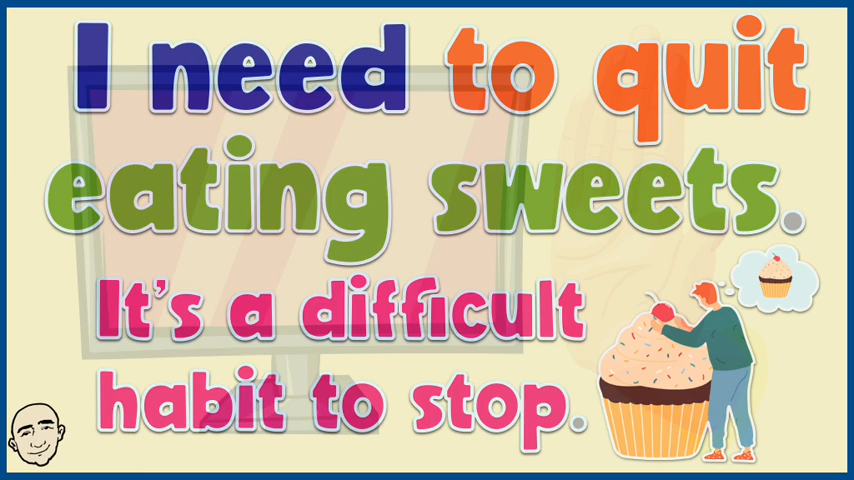 I need to quit
eating sweets.
It's a difficult
habit to stop.